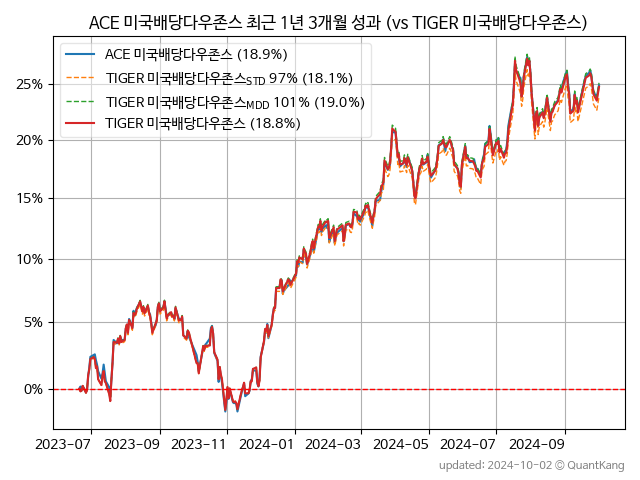 ACE 미국배당다우존스 최근 1년 3개월 성과 (vs TIGER 미국배당다우존스)
ACE 미국배당다우존스 (18.9%)
TIGER 미국배당다우존스STD 97% (18.1%)
TIGER 미국배당다우존스MDD 101% (19.0%)
TIGER 미국배당다우존스 (18.8%)
25%
20%
15%
10%
5%
0%
2023-07 2023-09 2023-11 2024-01 2024-03 2024-05 2024-07 2024-09
updated: 2024-10-02 © QuantKang